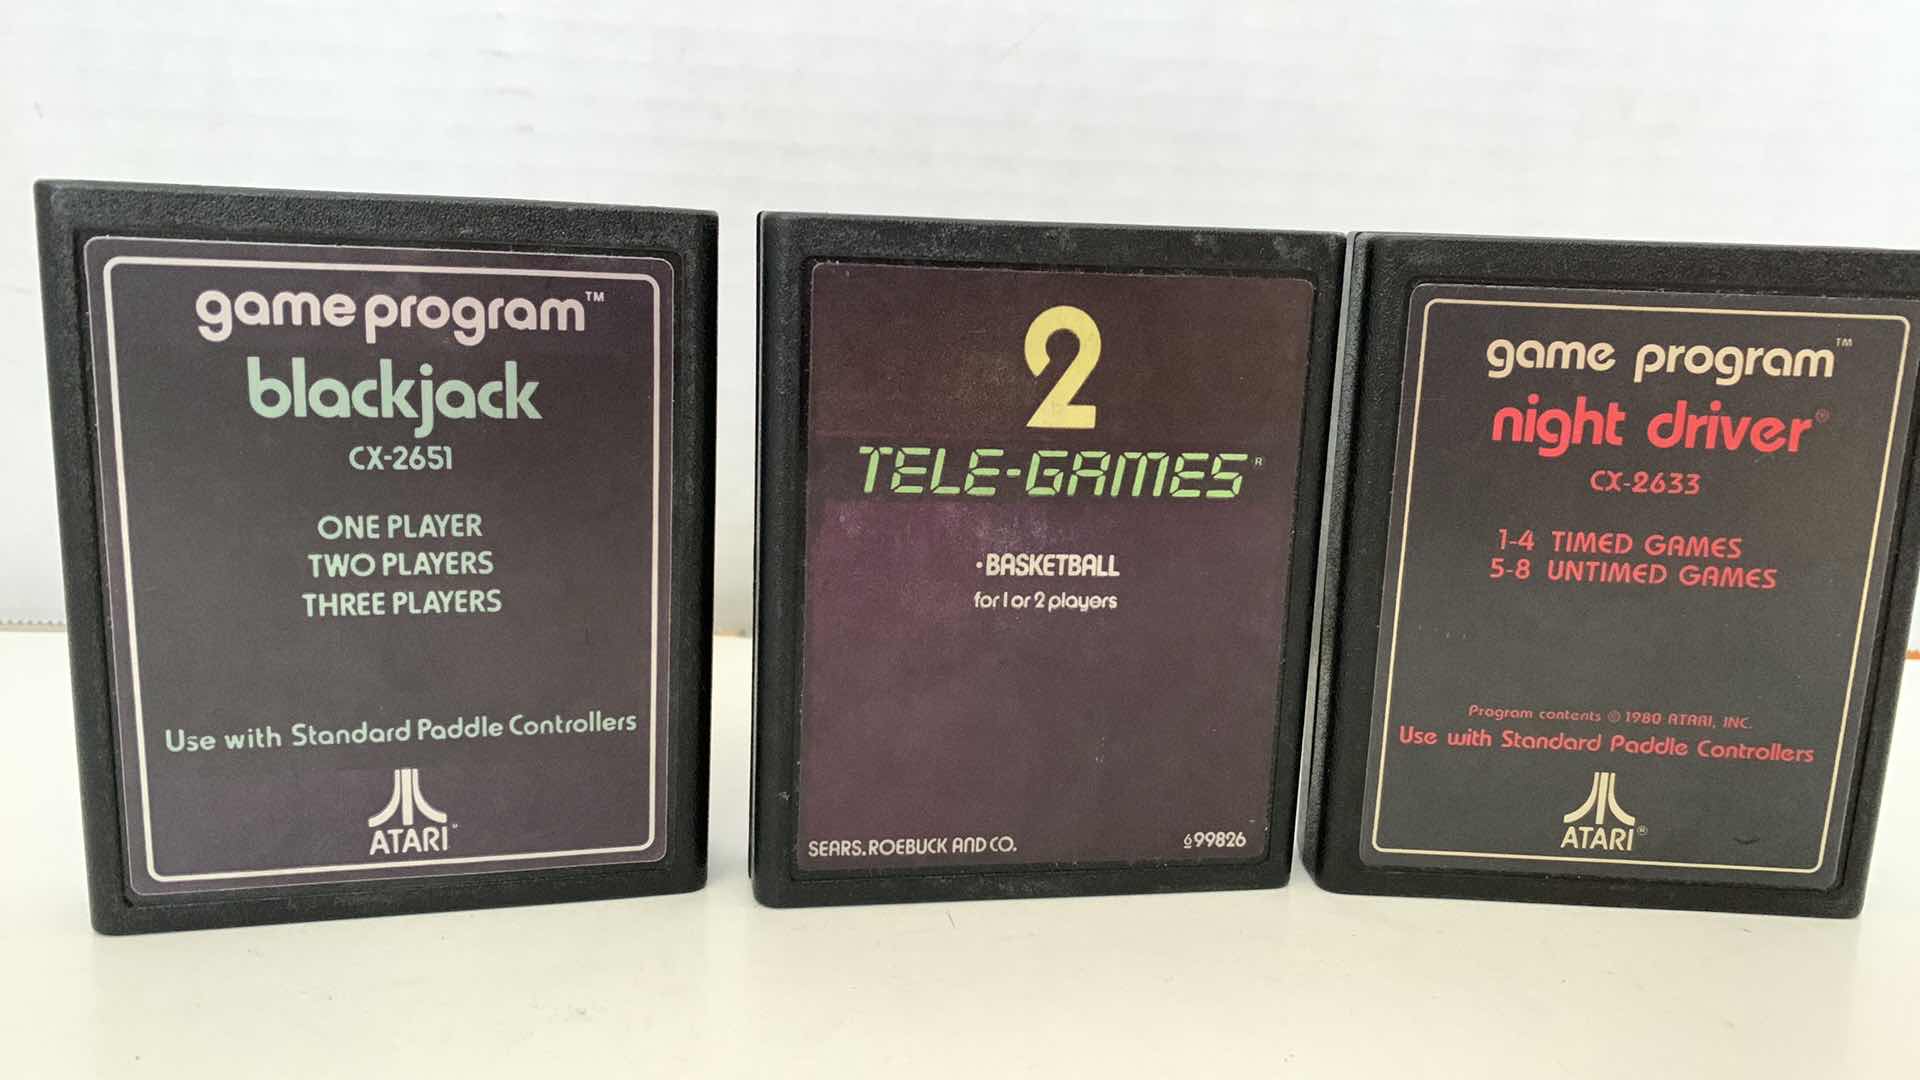 game program™
blackjack
CX-2651
ONE PLAYER
TWO PLAYERS
THREE PLAYERS
Use with Standard Paddle Controllers
ATARI
2
TELE-GAMES®
• BASKETBALL
for 1 or 2 players
SEARS, ROEBUCK AND CO.
6 99826
game program™
night driver®
CX-2633
1-4 TIMED GAMES
5-8 UNTIMED GAMES
Program contents © 1980 ATARI, INC.
Use with Standard Paddle Controllers
ATARI®